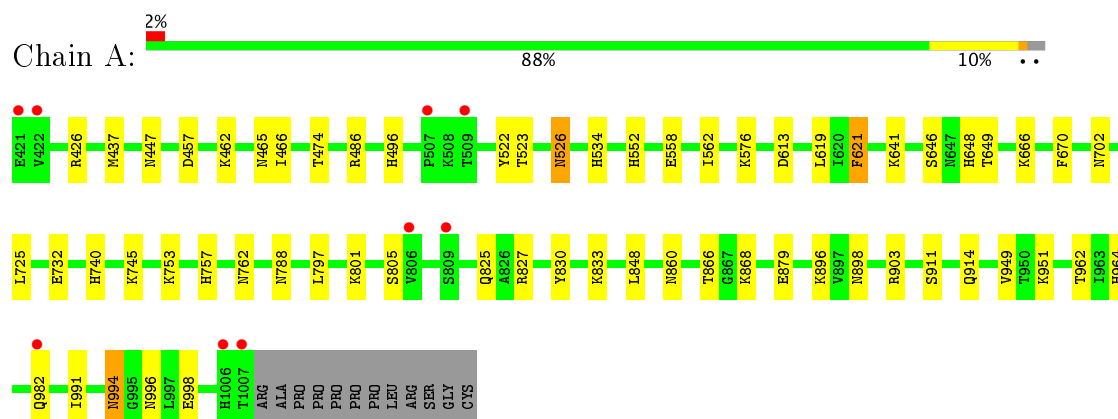 2%
Chain A:
88%
10%
• •
E421 V422 R426 M437 N447 D457 K462 N465 I466 T474 R486 H496 P507 K508 T509 Y522 T523 N526 H534 H552 E558 I562 K576 D613 L619 I620 F621 K641 S646 N647 H648 T649 K666 F670 N702
L725 E732 H740 K745 K753 H757 N762 N788 L797 K801 S805 V806 S809 Q825 A826 R827 Y830 K833 L848 N860 T866 G867 K868 E879 K896 V897 N898 R903 S911 Q914 V949 T950 K951 T962 I963 H964
Q982 I991 N994 G995 N996 L997 E998 H1006 T1007 ARG ALA PRO PRO PRO PRO PRO LEU ARG SER GLY CYS